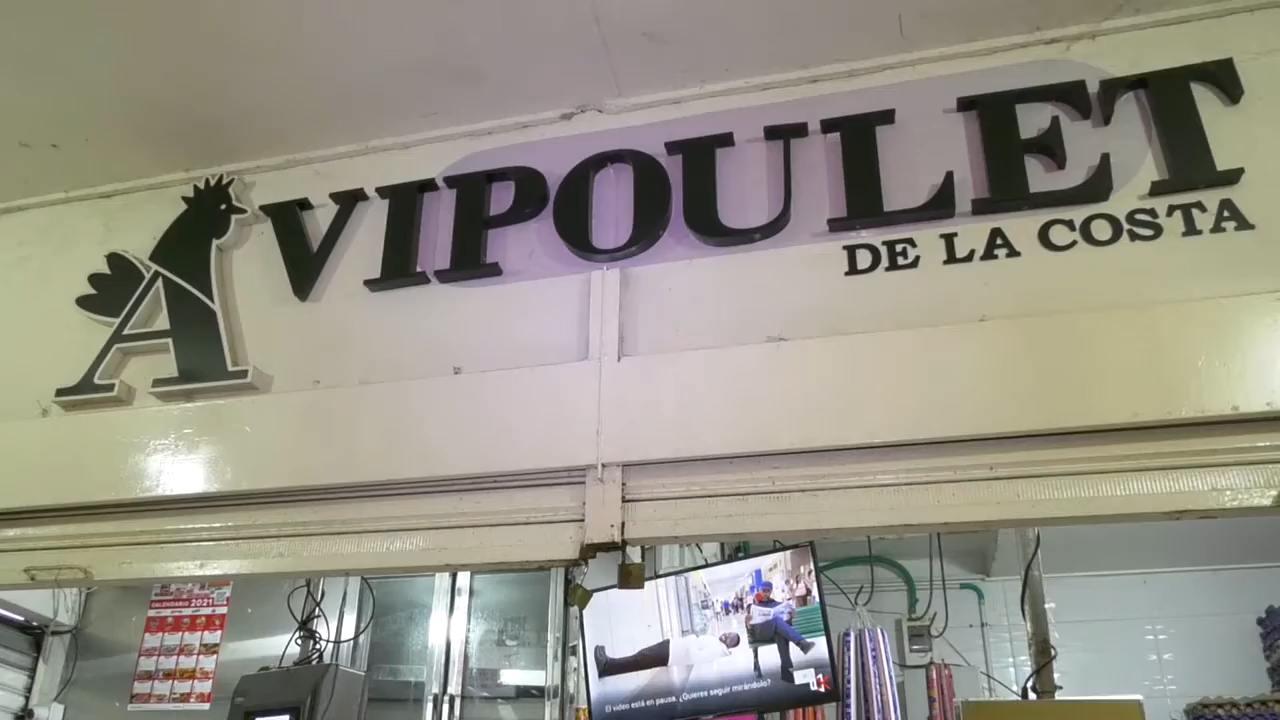 AVIPOULET
DE LA COSTA
CALENDARIO 2021
El video está en pausa. ¿Quieres seguir mirándolo?